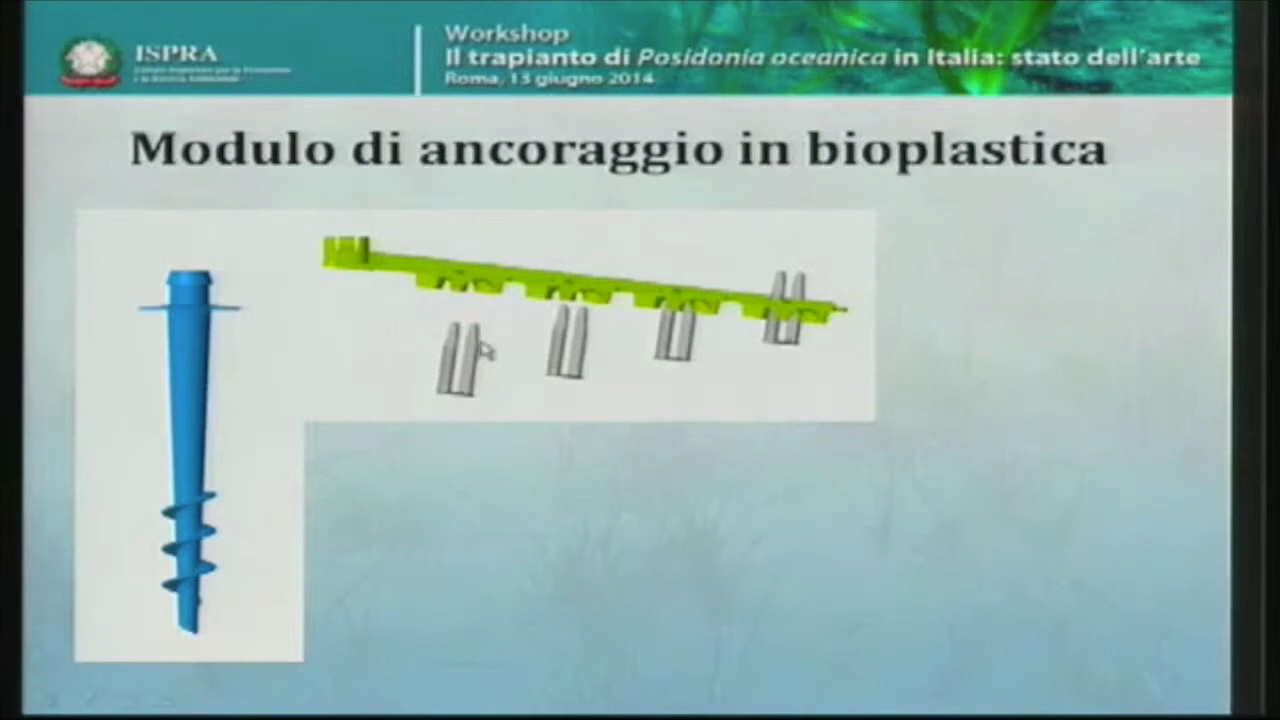 ISPRA
Workshop
Il trapianto di Posidonia oceanica in Italia: stato dell'arte
Roma, 13 giugno 2014
Modulo di ancoraggio in bioplastica